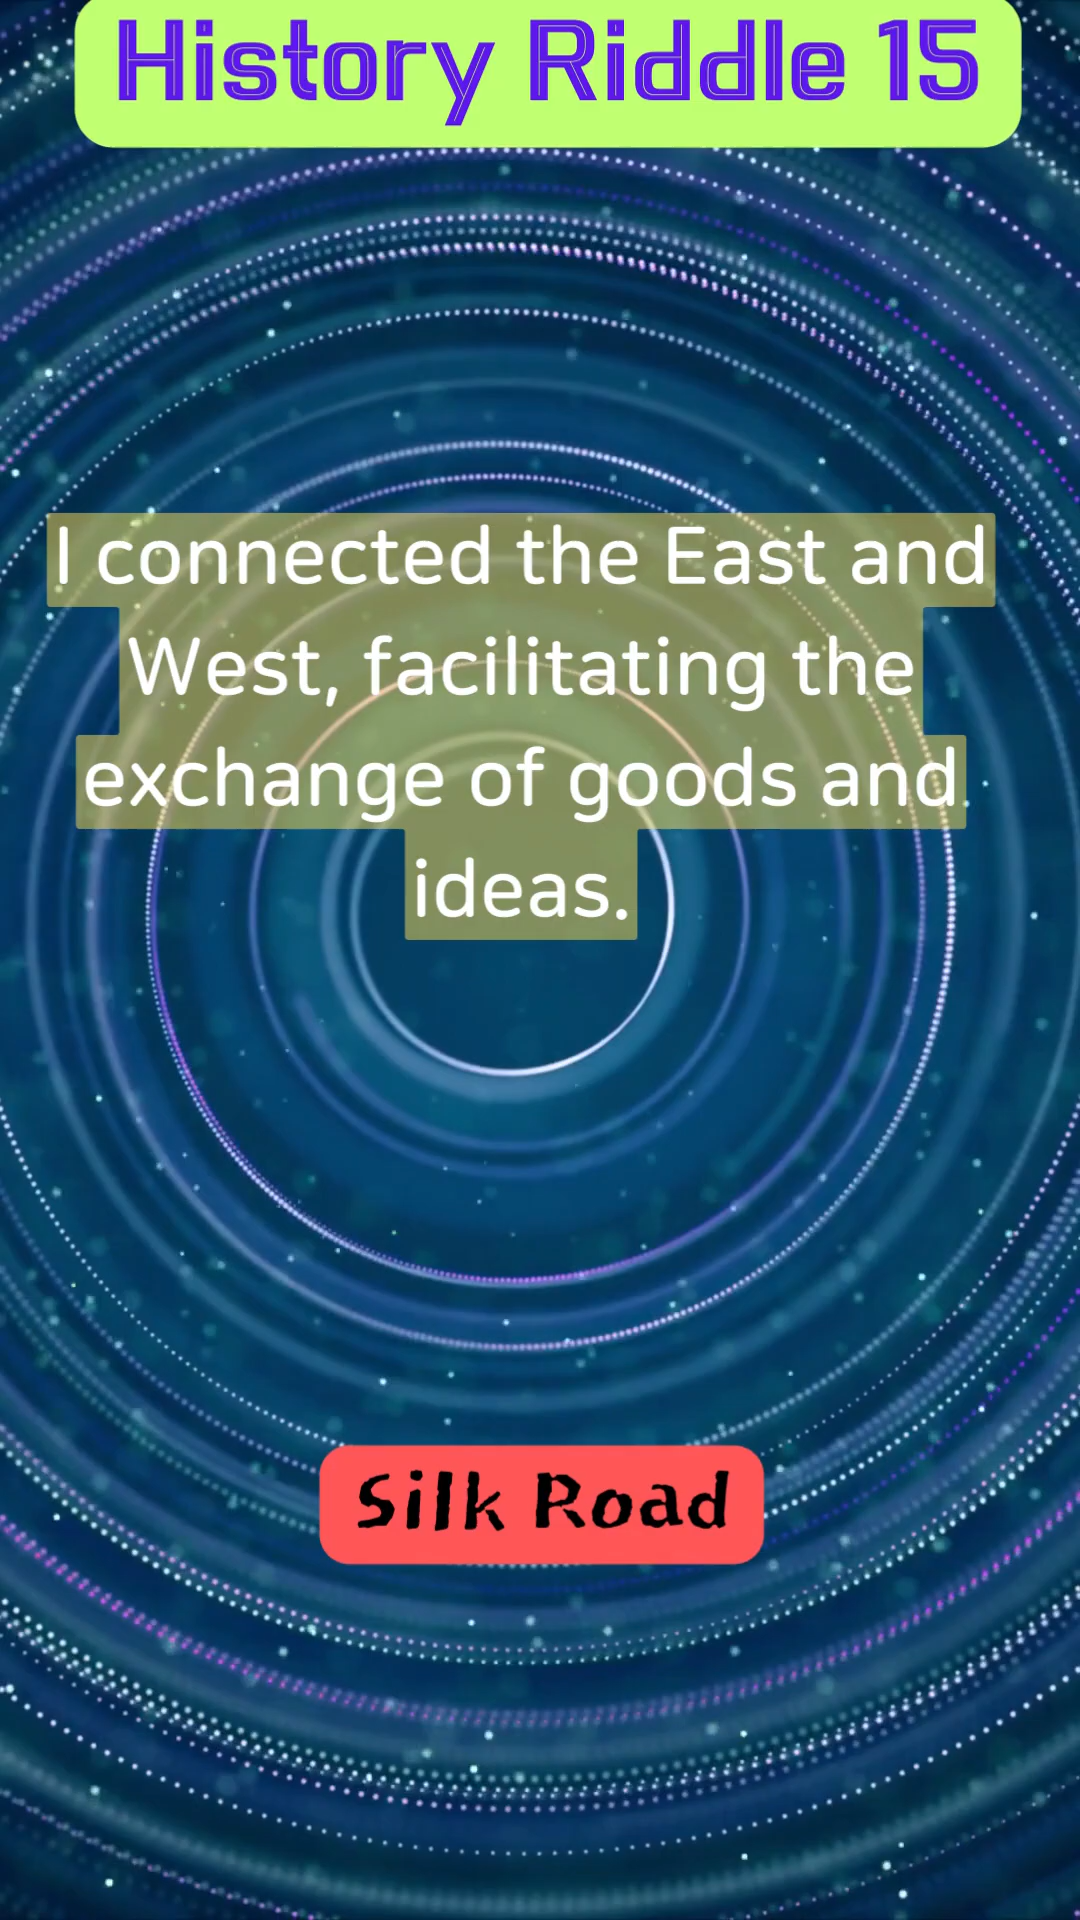 History Riddle 15
I connected the East and
West, facilitating the
exchange of goods and
ideas.
Silk Road